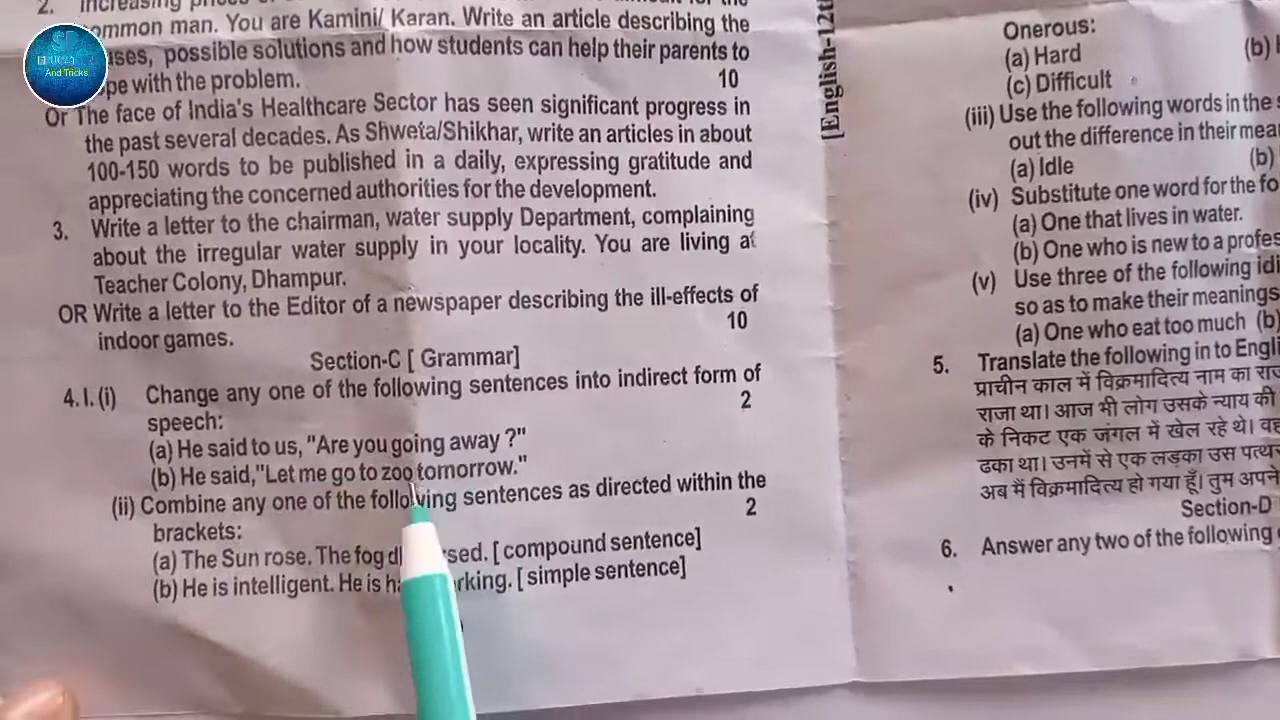 2. Increasing
common man. You are Kamini/ Karan. Write an article describing the
possible solutions and how students can help their parents to
with the problem.
10
Or The face of India's Healthcare Sector has seen significant progress in
the past several decades. As Shweta/Shikhar, write an articles in about
100-150 words to be published in a daily, expressing gratitude and
appreciating the concerned authorities for the development.
3. Write a letter to the chairman, water supply Department, complaining
about the irregular water supply in your locality. You are living at
Teacher Colony, Dhampur.
OR Write a letter to the Editor of a newspaper describing the ill-effects of
indoor games.
10
Section-C [ Grammar]
4.I.(i) Change any one of the following sentences into indirect form of
speech:
2
(a) He said to us, "Are you going away ?"
(b) He said,"Let me go to zoo tomorrow."
(ii) Combine any one of the following sentences as directed within the
brackets:
2
(a) The Sun rose. The fog [ compound sentence]
(b) He is intelligent. He is [ simple sentence]
[English-12th
Onerous:
(a) Hard (b)
(c) Difficult
(iii) Use the following words in the
out the difference in their
(a) Idle (b)
(iv) Substitute one word for the
(a) One that lives in water.
(b) One who is new to a
(v) Use three of the following
so as to make their meanings
(a) One who eat too much (b)
5. Translate the following in to
प्राचीन काल में विक्रमादित्य नाम का
राजा था। आज भी लोग उसके न्याय की
के निकट एक जंगल में खेल रहे थे। वह
ढका था। उनमें से एक लड़का उस
अब मैं विक्रमादित्य हो गया हूँ। तुम अपने
Section-D
6. Answer any two of the following
And Tricks